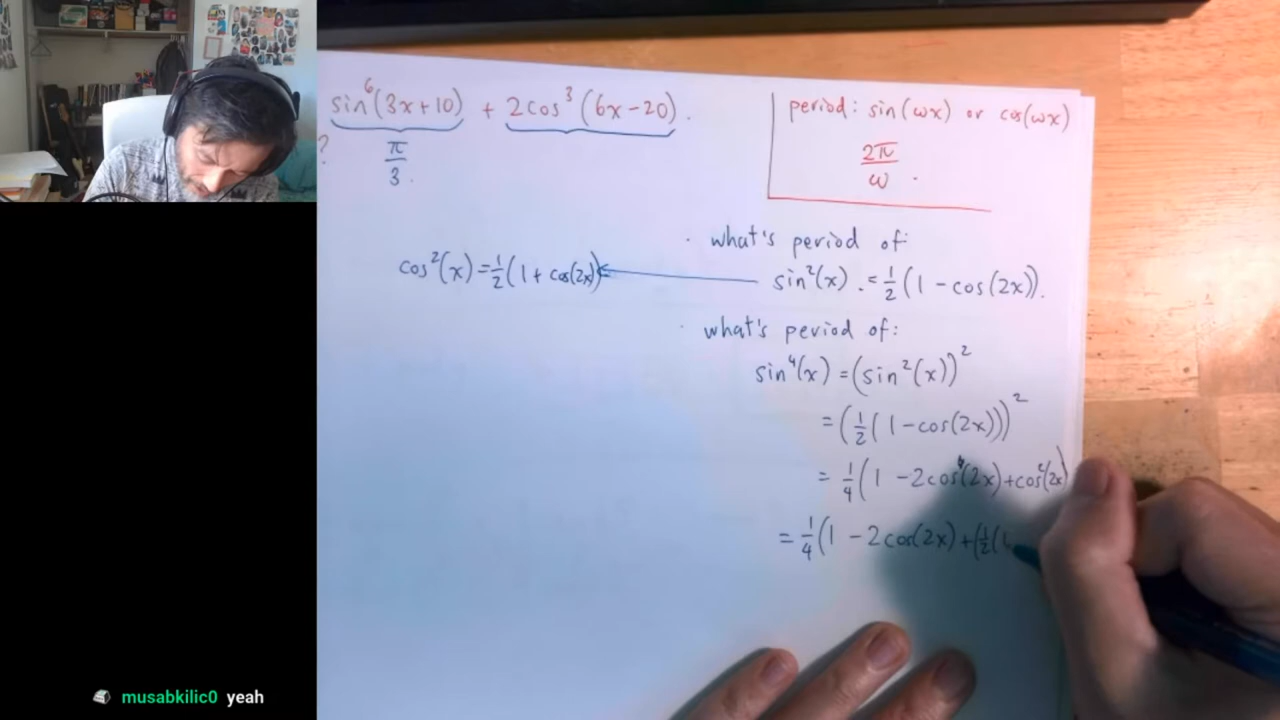 sin⁶(3x+10) + 2cos³(6x-20).
? π/3.
period: sin(ωx) or cos(ωx)
2π/ω.
· what's period of:
cos²(x) = ½(1 + cos(2x)) ← sin²(x). = ½(1 - cos(2x)).
· what's period of:
sin⁴(x) = (sin²(x))²
= (½(1-cos(2x)))²
= ¼(1 - 2cos(2x) + cos²(2x)
= ¼(1 - 2cos(2x) + (½(1
musabkilic0 yeah